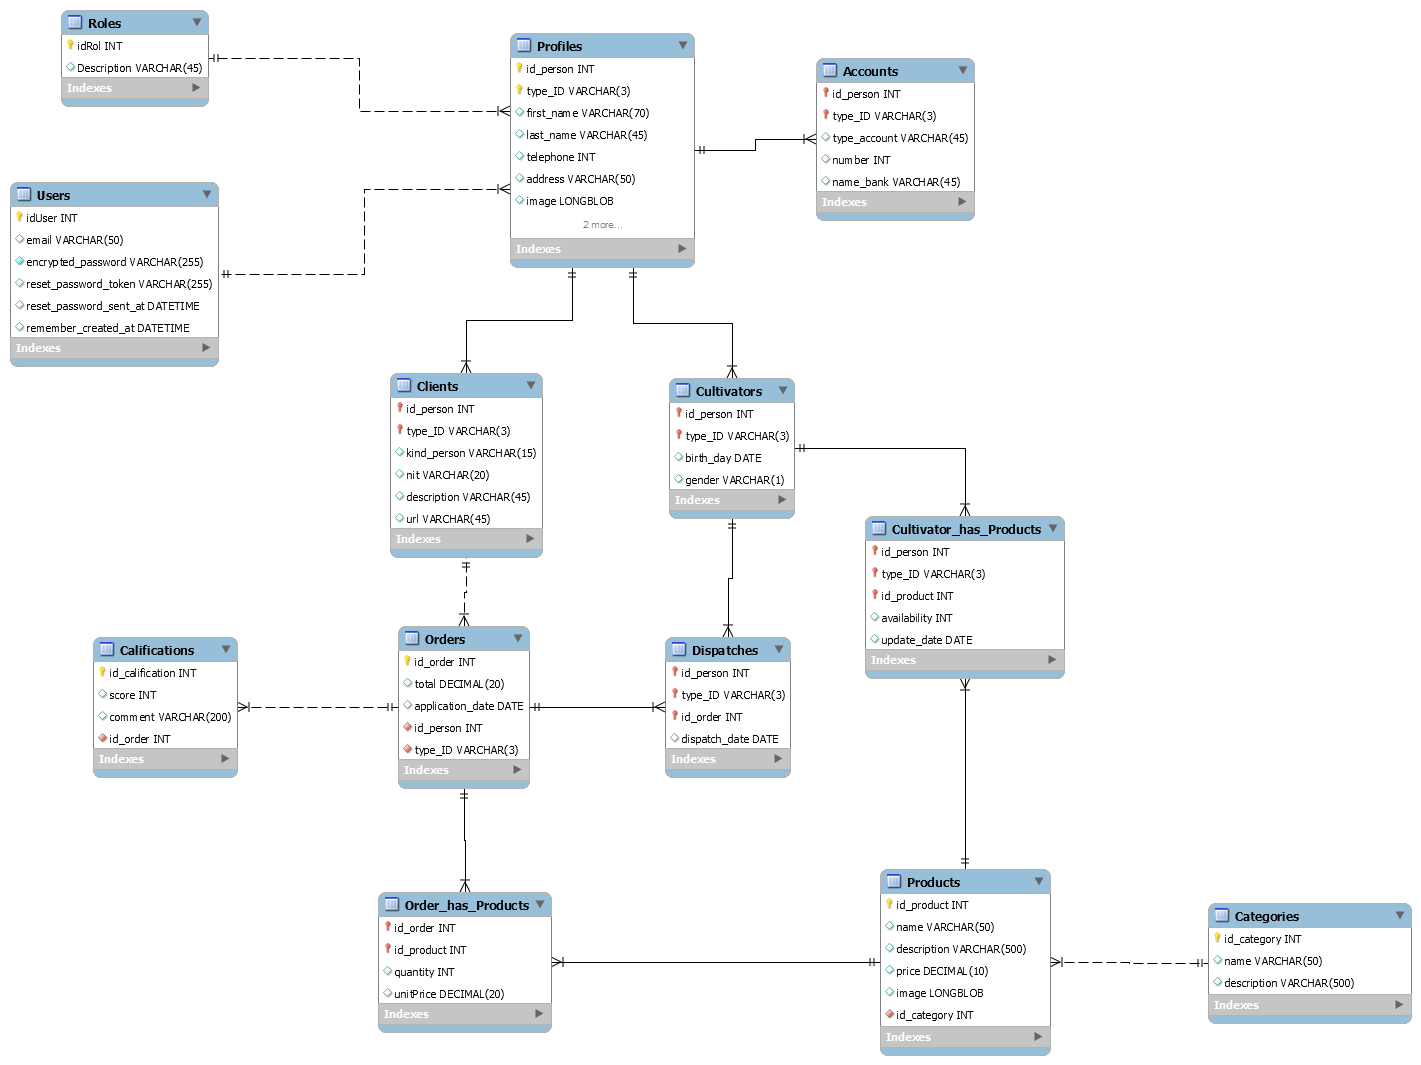 Roles
idRol INT
Description VARCHAR(45)
Indexes
Profiles
id_person INT
type_ID VARCHAR(3)
first_name VARCHAR(70)
last_name VARCHAR(45)
telephone INT
address VARCHAR(50)
image LONGBLOB
2 more...
Indexes
Accounts
id_person INT
type_ID VARCHAR(3)
type_account VARCHAR(45)
number INT
name_bank VARCHAR(45)
Indexes
Users
idUser INT
email VARCHAR(50)
encrypted_password VARCHAR(255)
reset_password_token VARCHAR(255)
reset_password_sent_at DATETIME
remember_created_at DATETIME
Indexes
Clients
id_person INT
type_ID VARCHAR(3)
kind_person VARCHAR(15)
nit VARCHAR(20)
description VARCHAR(45)
url VARCHAR(45)
Indexes
Cultivators
id_person INT
type_ID VARCHAR(3)
birth_day DATE
gender VARCHAR(1)
Indexes
Cultivator_has_Products
id_person INT
type_ID VARCHAR(3)
id_product INT
availability INT
update_date DATE
Indexes
Califications
id_calification INT
score INT
comment VARCHAR(200)
id_order INT
Indexes
Orders
id_order INT
total DECIMAL(20)
application_date DATE
id_person INT
type_ID VARCHAR(3)
Indexes
Dispatches
id_person INT
type_ID VARCHAR(3)
id_order INT
dispatch_date DATE
Indexes
Order_has_Products
id_order INT
id_product INT
quantity INT
unitPrice DECIMAL(20)
Indexes
Products
id_product INT
name VARCHAR(50)
description VARCHAR(500)
price DECIMAL(10)
image LONGBLOB
id_category INT
Indexes
Categories
id_category INT
name VARCHAR(50)
description VARCHAR(500)
Indexes